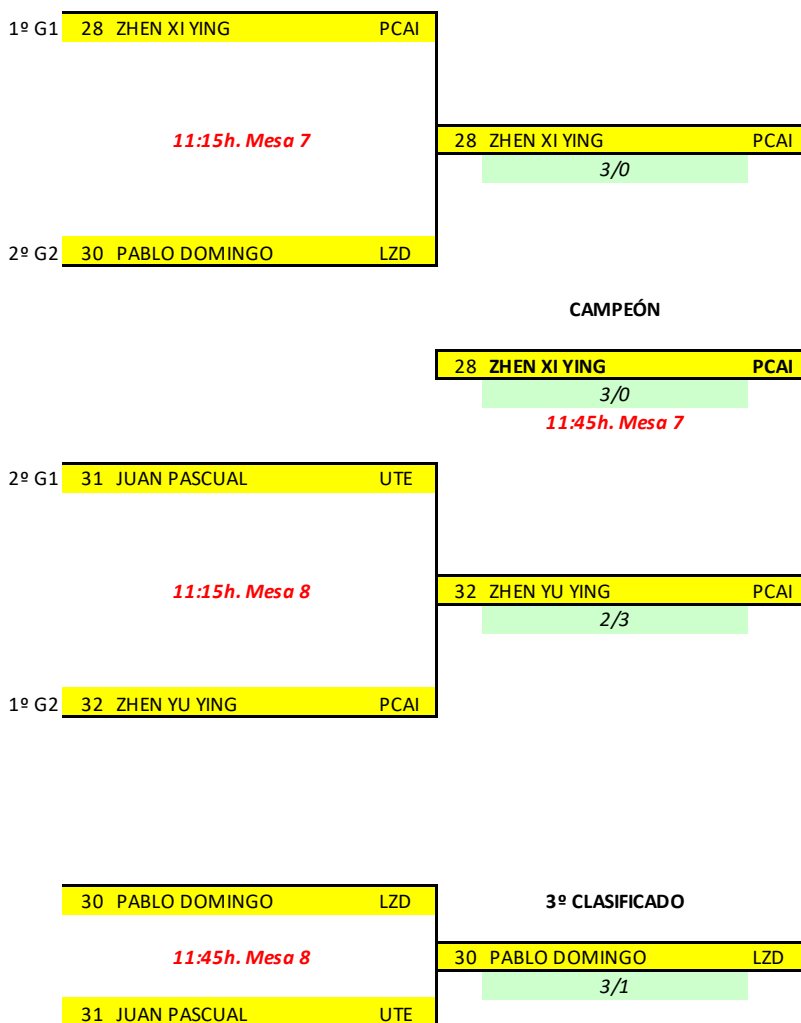 1º G1 28 ZHEN XI YING PCAI
11:15h. Mesa 7
28 ZHEN XI YING PCAI
3/0
2º G2 30 PABLO DOMINGO LZD
CAMPEÓN
28 ZHEN XI YING PCAI
3/0
11:45h. Mesa 7
2º G1 31 JUAN PASCUAL UTE
11:15h. Mesa 8
32 ZHEN YU YING PCAI
2/3
1º G2 32 ZHEN YU YING PCAI
30 PABLO DOMINGO LZD
3º CLASIFICADO
11:45h. Mesa 8
30 PABLO DOMINGO LZD
3/1
31 JUAN PASCUAL UTE